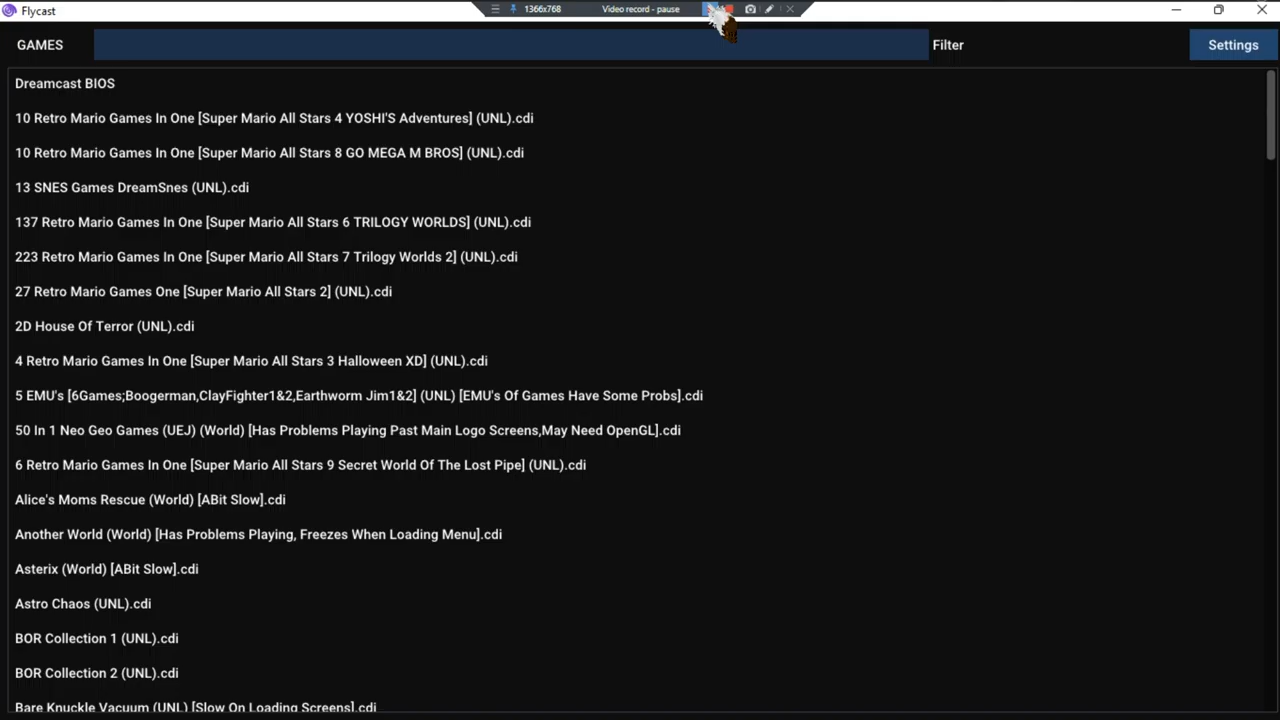 Flycast
1366x768
Video record - pause
GAMES
Filter
Settings
Dreamcast BIOS
10 Retro Mario Games In One [Super Mario All Stars 4 YOSHI'S Adventures] (UNL).cdi
10 Retro Mario Games In One [Super Mario All Stars 8 GO MEGA M BROS] (UNL).cdi
13 SNES Games DreamSnes (UNL).cdi
137 Retro Mario Games In One [Super Mario All Stars 6 TRILOGY WORLDS] (UNL).cdi
223 Retro Mario Games In One [Super Mario All Stars 7 Trilogy Worlds 2] (UNL).cdi
27 Retro Mario Games One [Super Mario All Stars 2] (UNL).cdi
2D House Of Terror (UNL).cdi
4 Retro Mario Games In One [Super Mario All Stars 3 Halloween XD] (UNL).cdi
5 EMU's [6Games;Boogerman,ClayFighter1&2,Earthworm Jim1&2] (UNL) [EMU's Of Games Have Some Probs].cdi
50 In 1 Neo Geo Games (UEJ) (World) [Has Problems Playing Past Main Logo Screens,May Need OpenGL].cdi
6 Retro Mario Games In One [Super Mario All Stars 9 Secret World Of The Lost Pipe] (UNL).cdi
Alice's Moms Rescue (World) [ABit Slow].cdi
Another World (World) [Has Problems Playing, Freezes When Loading Menu].cdi
Asterix (World) [ABit Slow].cdi
Astro Chaos (UNL).cdi
BOR Collection 1 (UNL).cdi
BOR Collection 2 (UNL).cdi
Bare Knuckle Vacuum (UNL) [Slow On Loading Screens].cdi